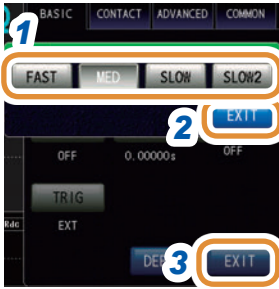 BASIC CONTACT ADVANCED COMMON
1
FAST MED SLOW SLOW2
2 EXIT
OFF 0.00000s OFF
TRIG
Rdc EXT
3 EXIT